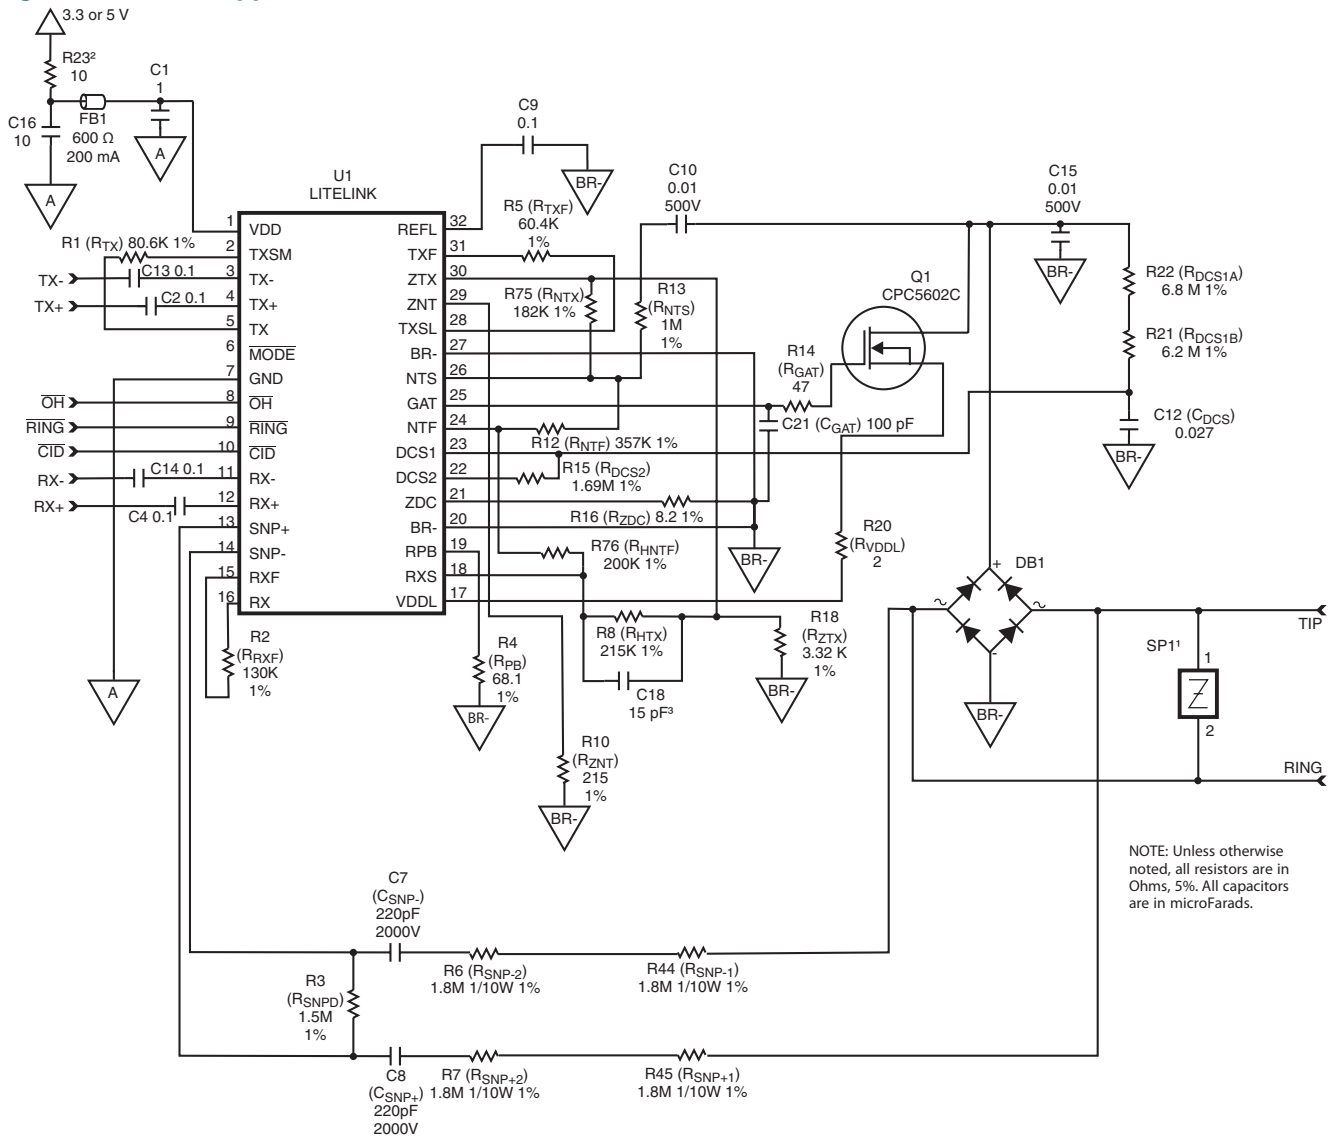 3.3 or 5 V
R23²
10
C1
1
C16
10
FB1
600 Ω
200 mA
A
A
U1
LITELINK
C9
0.1
BR-
1 VDD
2 TXSM
3 TX-
4 TX+
5 TX
6 MODE
7 GND
8 OH
9 RING
10 CID
11 RX-
12 RX+
13 SNP+
14 SNP-
15 RXF
16 RX
REFL 32
TXF 31
ZTX 30
ZNT 29
TXSL 28
BR- 27
NTS 26
GAT 25
NTF 24
DCS1 23
DCS2 22
ZDC 21
BR- 20
RPB 19
RXS 18
VDDL 17
R1 (RTX) 80.6K 1%
TX-
C13 0.1
TX+
C2 0.1
OH
RING
CID
RX-
C14 0.1
RX+
C4 0.1
A
R2
(RRXF)
130K
1%
R5 (RTXF)
60.4K
1%
R75 (RNTX)
182K 1%
R13
(RNTS)
1M
1%
C10
0.01
500V
C15
0.01
500V
BR-
Q1
CPC5602C
R22 (RDCS1A)
6.8 M 1%
R21 (RDCS1B)
6.2 M 1%
C12 (CDCS)
0.027
BR-
R14
(RGAT)
47
C21 (CGAT) 100 pF
R12 (RNTF) 357K 1%
R15 (RDCS2)
1.69M 1%
R16 (RZDC) 8.2 1%
BR-
R76 (RHNTF)
200K 1%
R20
(RVDDL)
2
R8 (RHTX)
215K 1%
C18
15 pF³
R18
(RZTX)
3.32 K
1%
BR-
R4
(RPB)
68.1
1%
BR-
R10
(RZNT)
215
1%
BR-
DB1
+
~
~
-
BR-
TIP
SP1¹
1
2
RING
NOTE: Unless otherwise
noted, all resistors are in
Ohms, 5%. All capacitors
are in microFarads.
C7
(CSNP-)
220pF
2000V
R6 (RSNP-2)
1.8M 1/10W 1%
R44 (RSNP-1)
1.8M 1/10W 1%
R3
(RSNPD)
1.5M
1%
C8
(CSNP+)
220pF
2000V
R7 (RSNP+2)
1.8M 1/10W 1%
R45 (RSNP+1)
1.8M 1/10W 1%